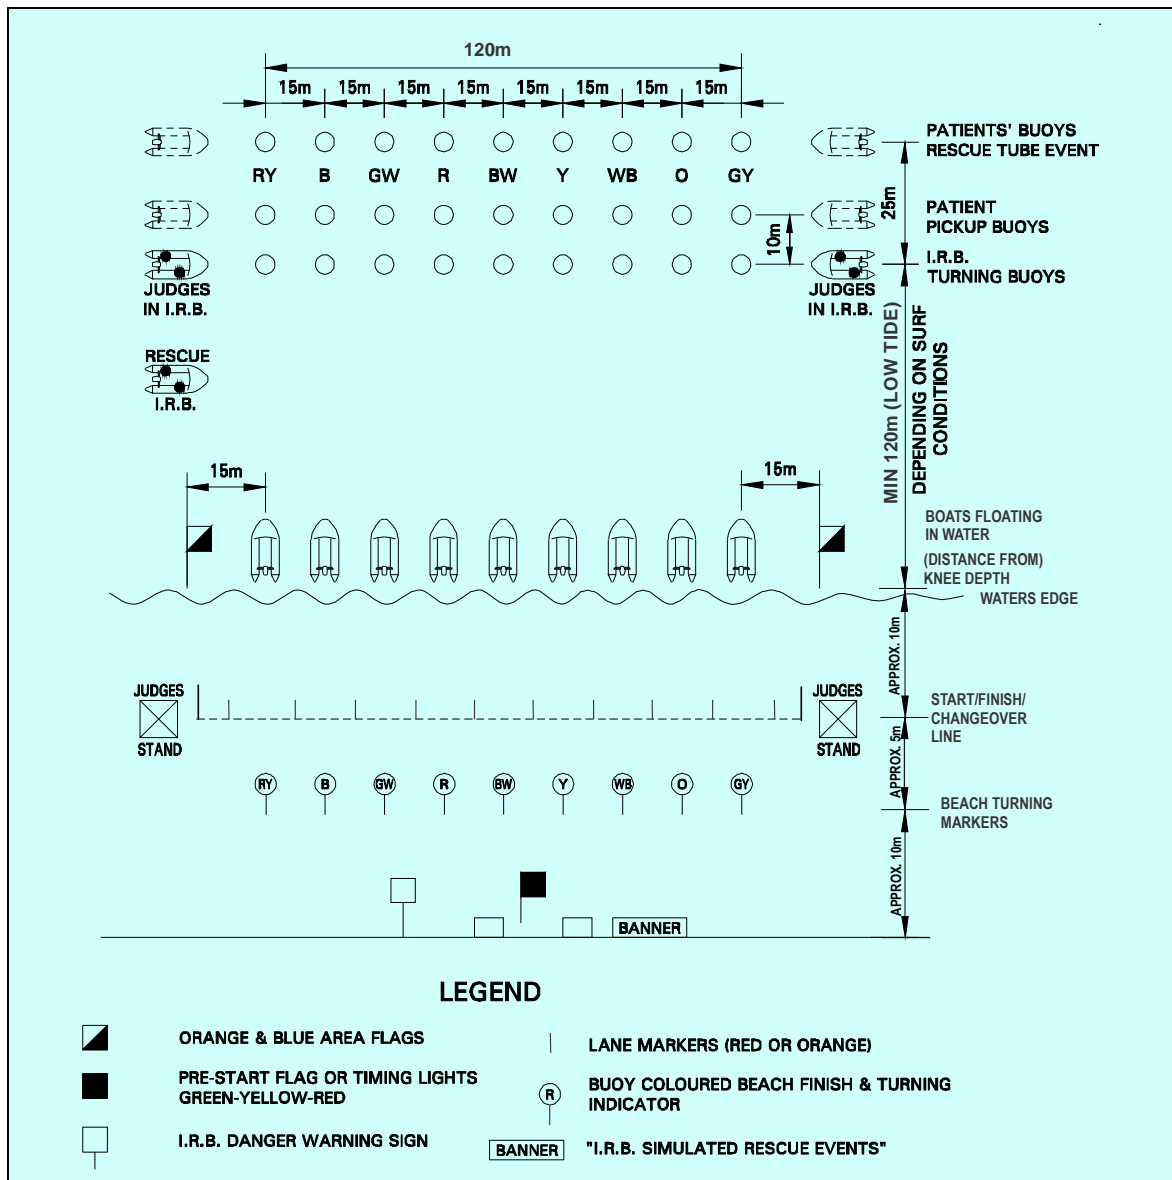 120m
15m 15m 15m 15m 15m 15m 15m 15m
PATIENTS' BUOYS
RESCUE TUBE EVENT
RY B GW R BW Y WB O GY
25m
PATIENT
PICKUP BUOYS
10m
I.R.B.
TURNING BUOYS
JUDGES
IN I.R.B.
JUDGES
IN I.R.B.
RESCUE
I.R.B.
MIN 120m (LOW TIDE)
DEPENDING ON SURF
CONDITIONS
15m
15m
BOATS FLOATING
IN WATER
(DISTANCE FROM)
KNEE DEPTH
WATERS EDGE
APPROX. 10m
JUDGES
STAND
JUDGES
STAND
START/FINISH/
CHANGEOVER
LINE
APPROX. 5m
RY B GW R BW Y WB O GY
BEACH TURNING
MARKERS
APPROX. 10m
BANNER
LEGEND
ORANGE & BLUE AREA FLAGS
LANE MARKERS (RED OR ORANGE)
PRE-START FLAG OR TIMING LIGHTS
GREEN-YELLOW-RED
R
BUOY COLOURED BEACH FINISH & TURNING
INDICATOR
I.R.B. DANGER WARNING SIGN
BANNER
"I.R.B. SIMULATED RESCUE EVENTS"